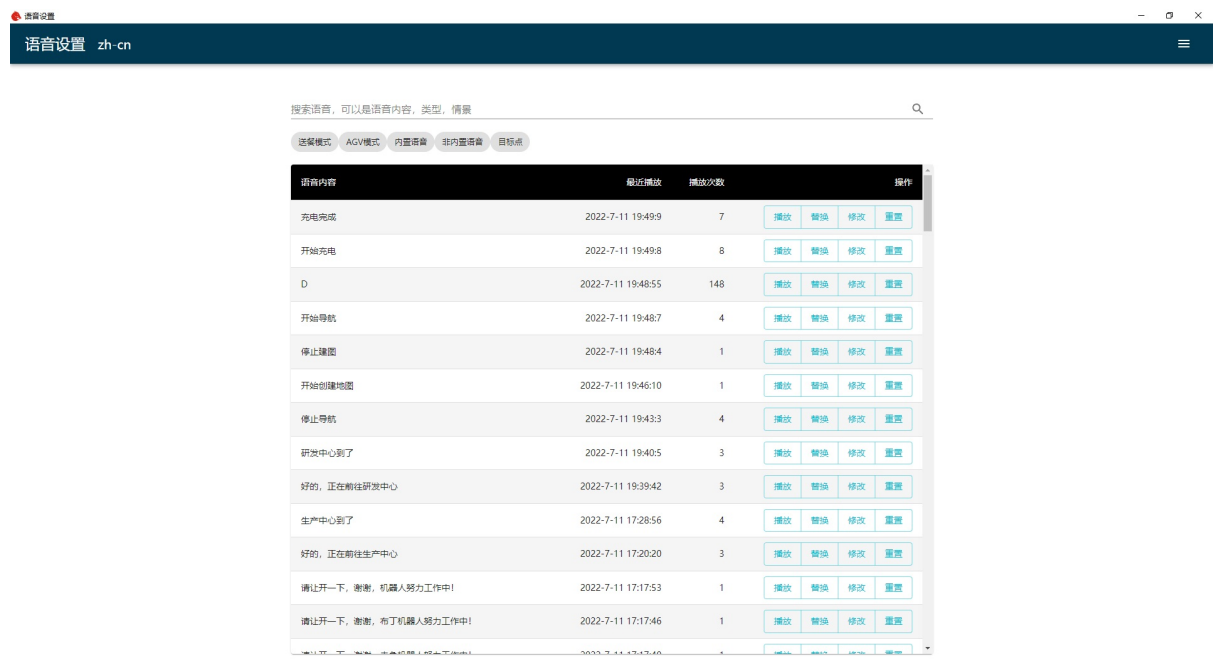 语音设置
语音设置 zh-cn
搜索语音，可以是语音内容，类型，情景
送餐模式 AGV模式 内置语音 非内置语音 目标点
语音内容 最近播放 播放次数 操作
充电完成 2022-7-11 19:49:9 7 播放 替换 修改 重置
开始充电 2022-7-11 19:49:8 8 播放 替换 修改 重置
D 2022-7-11 19:48:55 148 播放 替换 修改 重置
开始导航 2022-7-11 19:48:7 4 播放 替换 修改 重置
停止建图 2022-7-11 19:48:4 1 播放 替换 修改 重置
开始创建地图 2022-7-11 19:46:10 1 播放 替换 修改 重置
停止导航 2022-7-11 19:43:3 4 播放 替换 修改 重置
研发中心到了 2022-7-11 19:40:5 3 播放 替换 修改 重置
好的，正在前往研发中心 2022-7-11 19:39:42 3 播放 替换 修改 重置
生产中心到了 2022-7-11 17:28:56 4 播放 替换 修改 重置
好的，正在前往生产中心 2022-7-11 17:20:20 3 播放 替换 修改 重置
请让开一下，谢谢，机器人努力工作中！ 2022-7-11 17:17:53 1 播放 替换 修改 重置
请让开一下，谢谢，布丁机器人努力工作中！ 2022-7-11 17:17:46 1 播放 替换 修改 重置